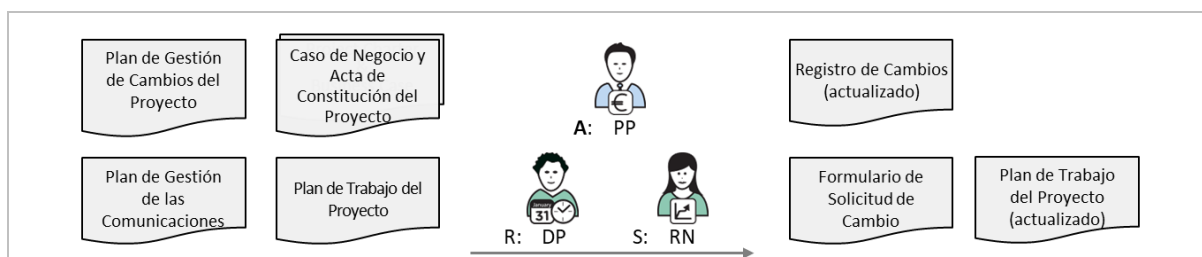 Plan de Gestión
de Cambios del
Proyecto
Caso de Negocio y
Acta de
Constitución del
Proyecto
€
A: PP
Registro de Cambios
(actualizado)
Plan de Gestión
de las
Comunicaciones
Plan de Trabajo del
Proyecto
January
31
R: DP
S: RN
Formulario de
Solicitud de
Cambio
Plan de Trabajo
del Proyecto
(actualizado)